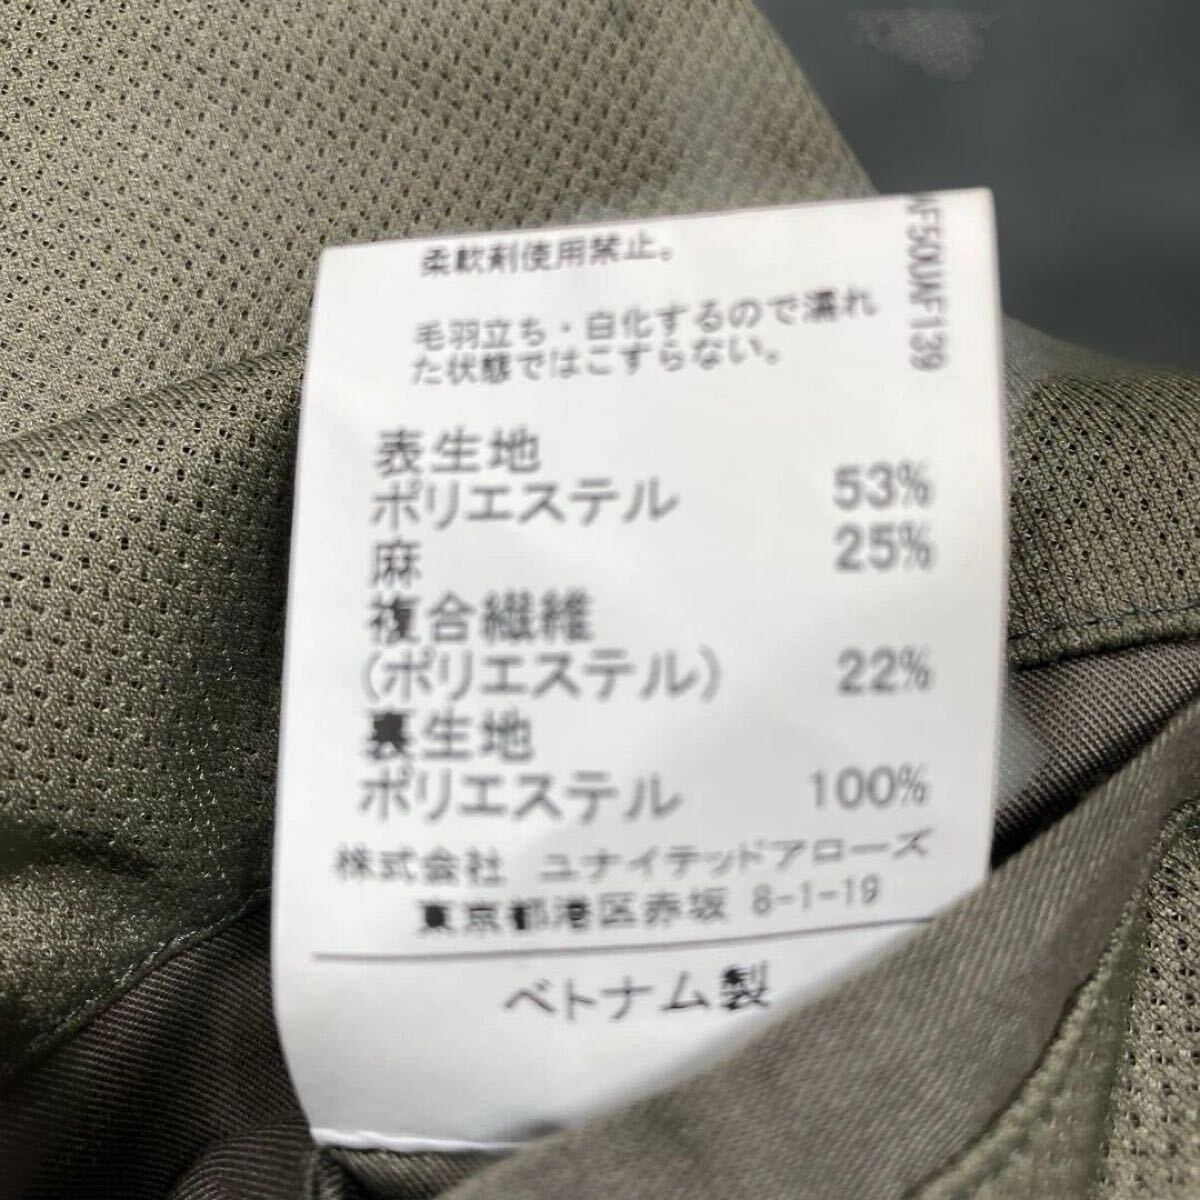 柔軟剤使用禁止。
毛羽立ち・白化するので濡れ
た状態ではこすらない。
表生地
ポリエステル 53%
麻 25%
複合繊維
(ポリエステル) 22%
裏生地
ポリエステル 100%
株式会社 ユナイテッドアローズ
東京都港区赤坂 8-1-19
ベトナム製